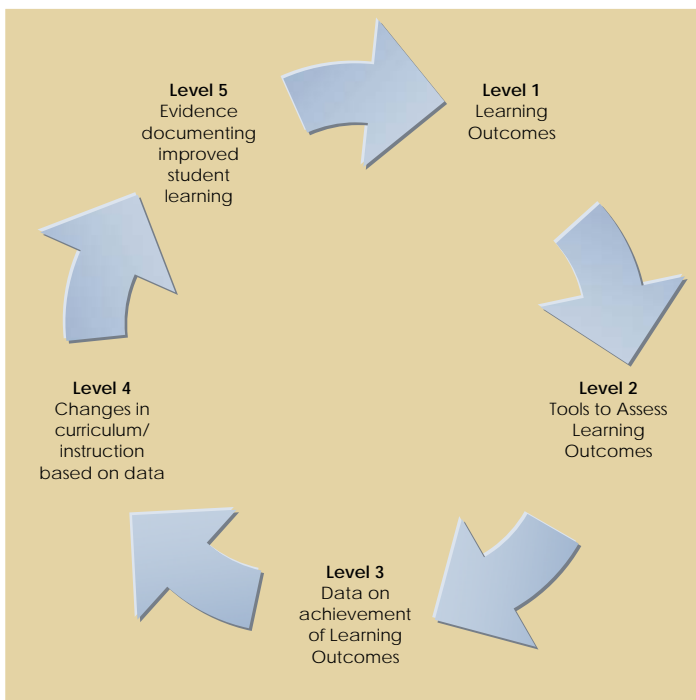 Level 1
Learning
Outcomes
Level 2
Tools to Assess
Learning
Outcomes
Level 3
Data on
achievement
of Learning
Outcomes
Level 4
Changes in
curriculum/
instruction
based on data
Level 5
Evidence
documenting
improved
student
learning